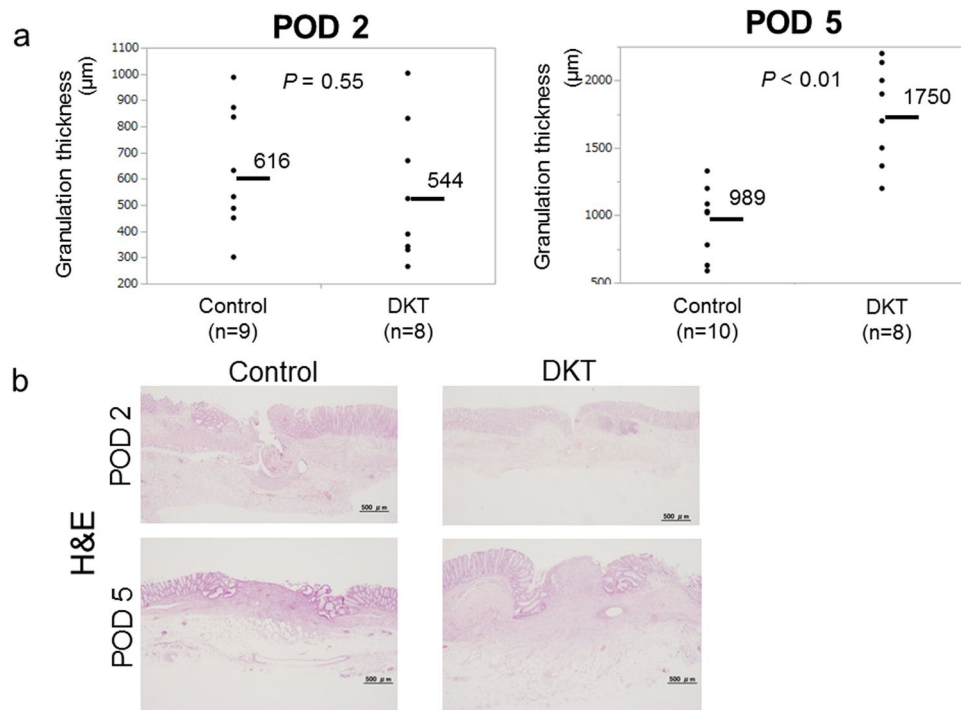 a
POD 2
Granulation thickness
(μm)
1100
1000
900
800
700
600
500
400
300
200
P = 0.55
616
544
Control
(n=9)
DKT
(n=8)
POD 5
Granulation thickness
(μm)
2000
1500
1000
500
P < 0.01
989
1750
Control
(n=10)
DKT
(n=8)
b
Control
DKT
H&E
POD 2
500 μm
500 μm
POD 5
500 μm
500 μm